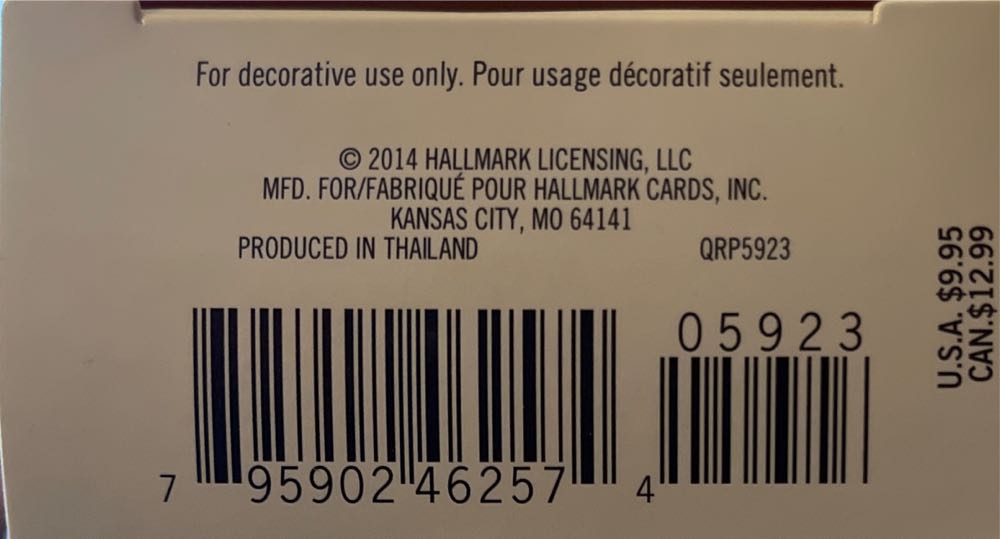 For decorative use only. Pour usage décoratif seulement.
© 2014 HALLMARK LICENSING, LLC
MFD. FOR/FABRIQUÉ POUR HALLMARK CARDS, INC.
KANSAS CITY, MO 64141
PRODUCED IN THAILAND QRP5923
05923
7 95902 46257 4
U.S.A. $9.95
CAN.$12.99